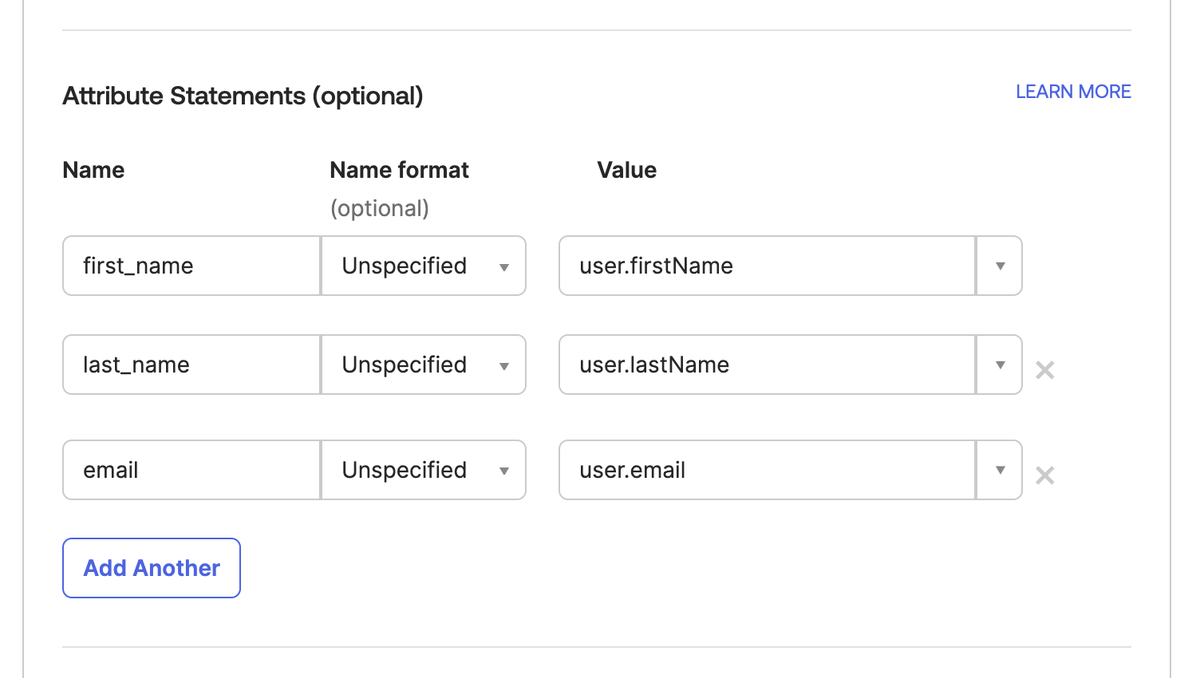 Attribute Statements (optional)
LEARN MORE
Name
Name format
Value
(optional)
first_name
Unspecified
user.firstName
last_name
Unspecified
user.lastName
email
Unspecified
user.email
Add Another